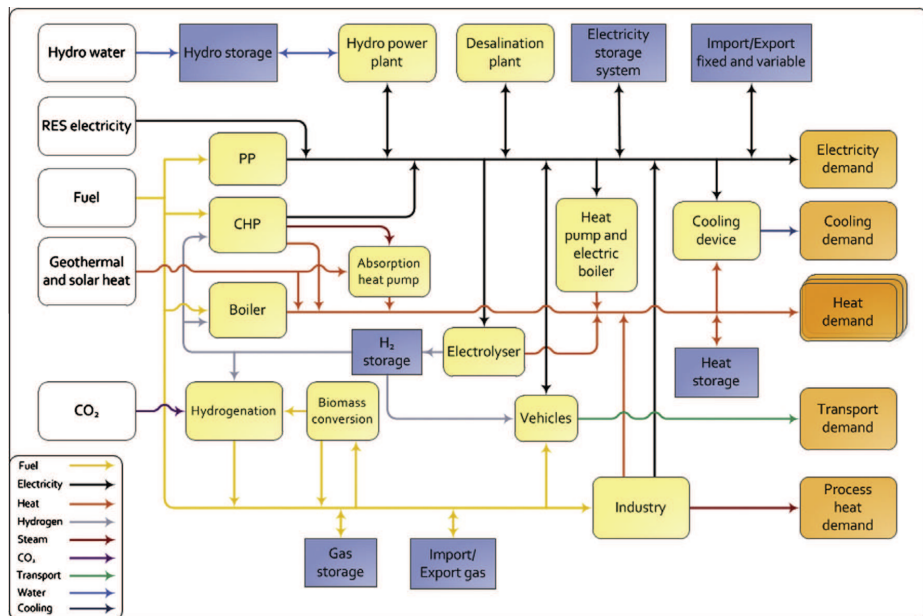 Hydro water
Hydro storage
Hydro power
plant
Desalination
plant
Electricity
storage
system
Import/Export
fixed and variable
RES electricity
PP
Electricity
demand
Fuel
CHP
Heat
pump and
electric
boiler
Cooling
device
Cooling
demand
Geothermal
and solar heat
Absorption
heat pump
Boiler
Heat
demand
H₂
storage
Electrolyser
Heat
storage
CO₂
Hydrogenation
Biomass
conversion
Vehicles
Transport
demand
Fuel
Electricity
Heat
Hydrogen
Steam
CO₂
Transport
Water
Cooling
Industry
Process
heat
demand
Gas
storage
Import/
Export gas